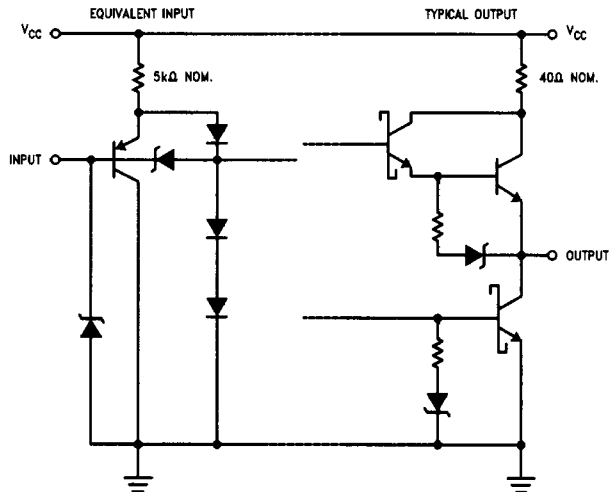 EQUIVALENT INPUT
TYPICAL OUTPUT
VCC
VCC
5kΩ NOM.
40Ω NOM.
INPUT
OUTPUT